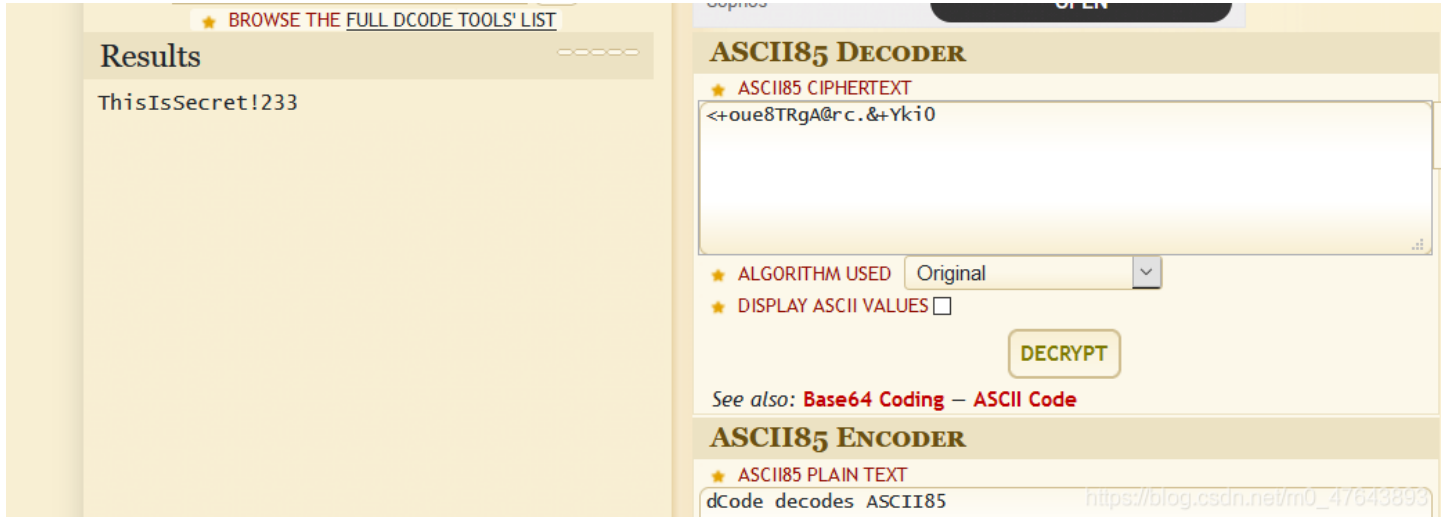 BROWSE THE FULL DCODE TOOLS' LIST
Results
ThisIsSecret!233
Sophos
OPEN
ASCII85 DECODER
ASCII85 CIPHERTEXT
<+oue8TRgA@rc.&+Yki0
ALGORITHM USED Original
DISPLAY ASCII VALUES
DECRYPT
See also: Base64 Coding — ASCII Code
ASCII85 ENCODER
ASCII85 PLAIN TEXT
dCode decodes ASCII85
https://blog.csdn.net/m0_47643893